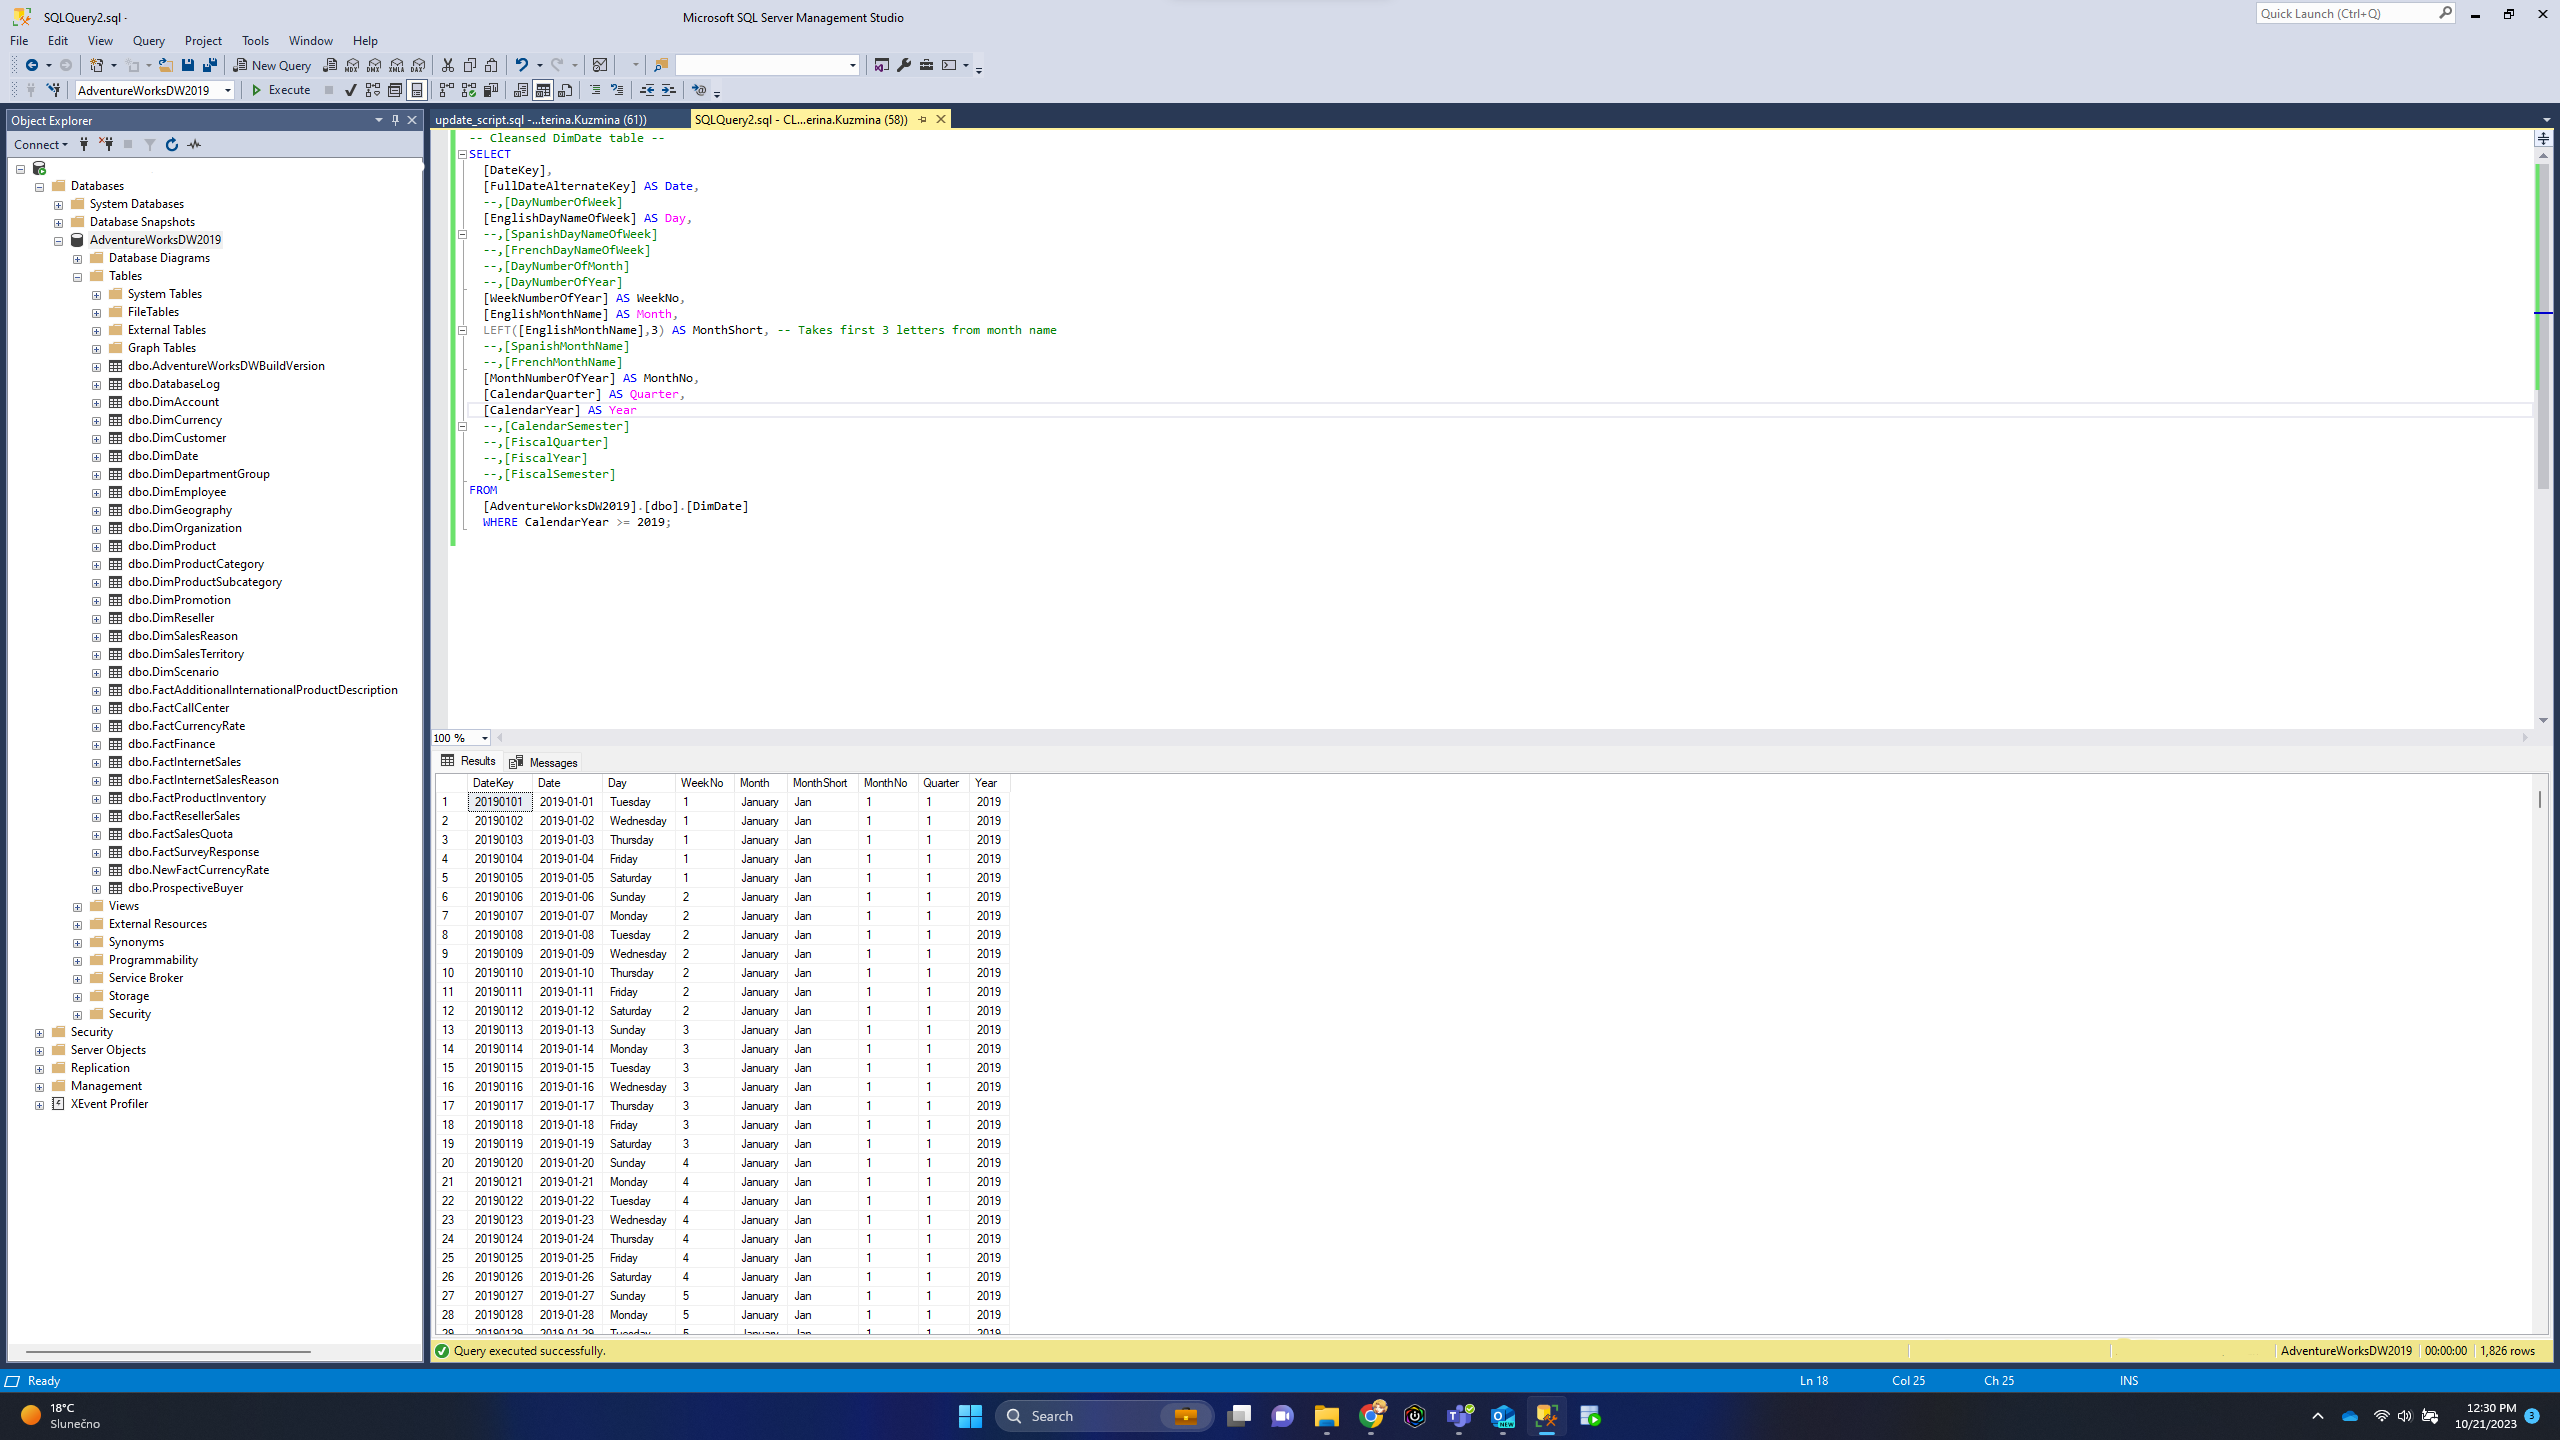 SQLQuery2.sql -
Microsoft SQL Server Management Studio
Quick Launch (Ctrl+Q)
File Edit View Query Project Tools Window Help
New Query MDX DMX XMLA DAX
AdventureWorksDW2019 Execute
Object Explorer
Connect
Databases
System Databases
Database Snapshots
AdventureWorksDW2019
Database Diagrams
Tables
System Tables
FileTables
External Tables
Graph Tables
dbo.AdventureWorksDWBuildVersion
dbo.DatabaseLog
dbo.DimAccount
dbo.DimCurrency
dbo.DimCustomer
dbo.DimDate
dbo.DimDepartmentGroup
dbo.DimEmployee
dbo.DimGeography
dbo.DimOrganization
dbo.DimProduct
dbo.DimProductCategory
dbo.DimProductSubcategory
dbo.DimPromotion
dbo.DimReseller
dbo.DimSalesReason
dbo.DimSalesTerritory
dbo.DimScenario
dbo.FactAdditionalInternationalProductDescription
dbo.FactCallCenter
dbo.FactCurrencyRate
dbo.FactFinance
dbo.FactInternetSales
dbo.FactInternetSalesReason
dbo.FactProductInventory
dbo.FactResellerSales
dbo.FactSalesQuota
dbo.FactSurveyResponse
dbo.NewFactCurrencyRate
dbo.ProspectiveBuyer
Views
External Resources
Synonyms
Programmability
Service Broker
Storage
Security
Security
Server Objects
Replication
Management
XEvent Profiler
update_script.sql -...terina.Kuzmina (61))
SQLQuery2.sql - CL...erina.Kuzmina (58))
-- Cleansed DimDate table --
SELECT
[DateKey],
[FullDateAlternateKey] AS Date,
--,[DayNumberOfWeek]
[EnglishDayNameOfWeek] AS Day,
--,[SpanishDayNameOfWeek]
--,[FrenchDayNameOfWeek]
--,[DayNumberOfMonth]
--,[DayNumberOfYear]
[WeekNumberOfYear] AS WeekNo,
[EnglishMonthName] AS Month,
LEFT([EnglishMonthName],3) AS MonthShort, -- Takes first 3 letters from month name
--,[SpanishMonthName]
--,[FrenchMonthName]
[MonthNumberOfYear] AS MonthNo,
[CalendarQuarter] AS Quarter,
[CalendarYear] AS Year
--,[CalendarSemester]
--,[FiscalQuarter]
--,[FiscalYear]
--,[FiscalSemester]
FROM
[AdventureWorksDW2019].[dbo].[DimDate]
WHERE CalendarYear >= 2019;
100 %
Results Messages
DateKey Date Day WeekNo Month MonthShort MonthNo Quarter Year
1 20190101 2019-01-01 Tuesday 1 January Jan 1 1 2019
2 20190102 2019-01-02 Wednesday 1 January Jan 1 1 2019
3 20190103 2019-01-03 Thursday 1 January Jan 1 1 2019
4 20190104 2019-01-04 Friday 1 January Jan 1 1 2019
5 20190105 2019-01-05 Saturday 1 January Jan 1 1 2019
6 20190106 2019-01-06 Sunday 2 January Jan 1 1 2019
7 20190107 2019-01-07 Monday 2 January Jan 1 1 2019
8 20190108 2019-01-08 Tuesday 2 January Jan 1 1 2019
9 20190109 2019-01-09 Wednesday 2 January Jan 1 1 2019
10 20190110 2019-01-10 Thursday 2 January Jan 1 1 2019
11 20190111 2019-01-11 Friday 2 January Jan 1 1 2019
12 20190112 2019-01-12 Saturday 2 January Jan 1 1 2019
13 20190113 2019-01-13 Sunday 3 January Jan 1 1 2019
14 20190114 2019-01-14 Monday 3 January Jan 1 1 2019
15 20190115 2019-01-15 Tuesday 3 January Jan 1 1 2019
16 20190116 2019-01-16 Wednesday 3 January Jan 1 1 2019
17 20190117 2019-01-17 Thursday 3 January Jan 1 1 2019
18 20190118 2019-01-18 Friday 3 January Jan 1 1 2019
19 20190119 2019-01-19 Saturday 3 January Jan 1 1 2019
20 20190120 2019-01-20 Sunday 4 January Jan 1 1 2019
21 20190121 2019-01-21 Monday 4 January Jan 1 1 2019
22 20190122 2019-01-22 Tuesday 4 January Jan 1 1 2019
23 20190123 2019-01-23 Wednesday 4 January Jan 1 1 2019
24 20190124 2019-01-24 Thursday 4 January Jan 1 1 2019
25 20190125 2019-01-25 Friday 4 January Jan 1 1 2019
26 20190126 2019-01-26 Saturday 4 January Jan 1 1 2019
27 20190127 2019-01-27 Sunday 5 January Jan 1 1 2019
28 20190128 2019-01-28 Monday 5 January Jan 1 1 2019
29 20190129 2019-01-29 Tuesday 5 January Jan 1 1 2019
Query executed successfully.
AdventureWorksDW2019 00:00:00 1,826 rows
Ready
Ln 18 Col 25 Ch 25 INS
18°C
Slunečno
Search
NEW
12:30 PM
10/21/2023
3